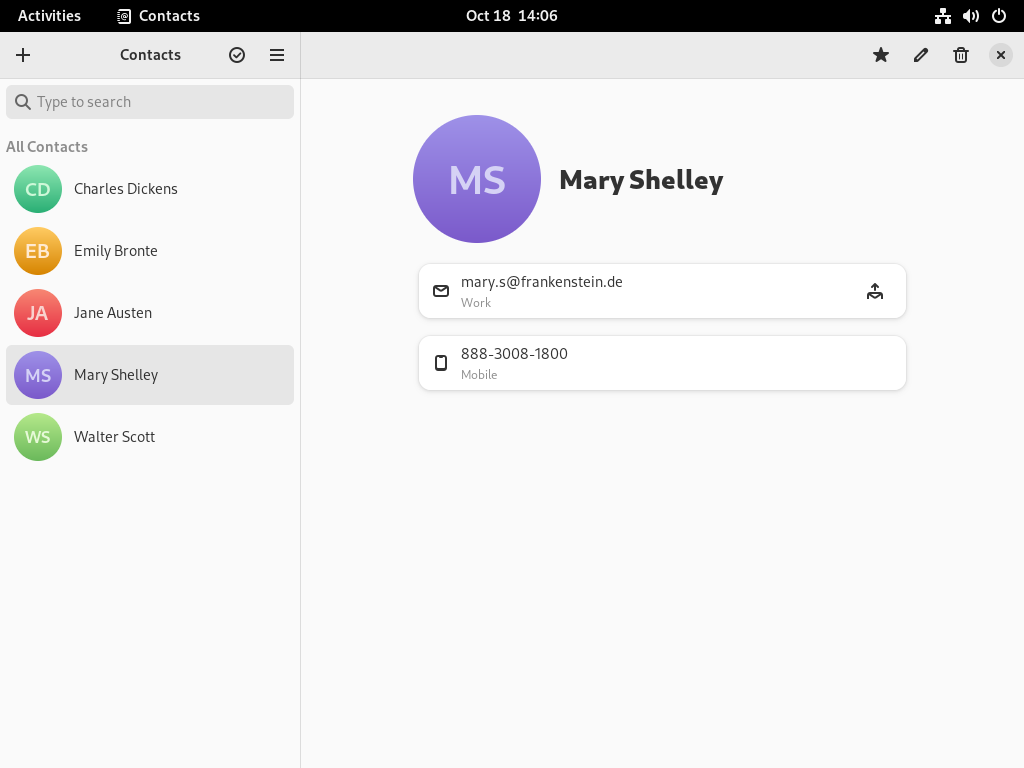 Activities
Contacts
Oct 18 14:06
Contacts
Type to search
All Contacts
CD Charles Dickens
EB Emily Bronte
JA Jane Austen
MS Mary Shelley
WS Walter Scott
MS
Mary Shelley
mary.s@frankenstein.de
Work
888-3008-1800
Mobile